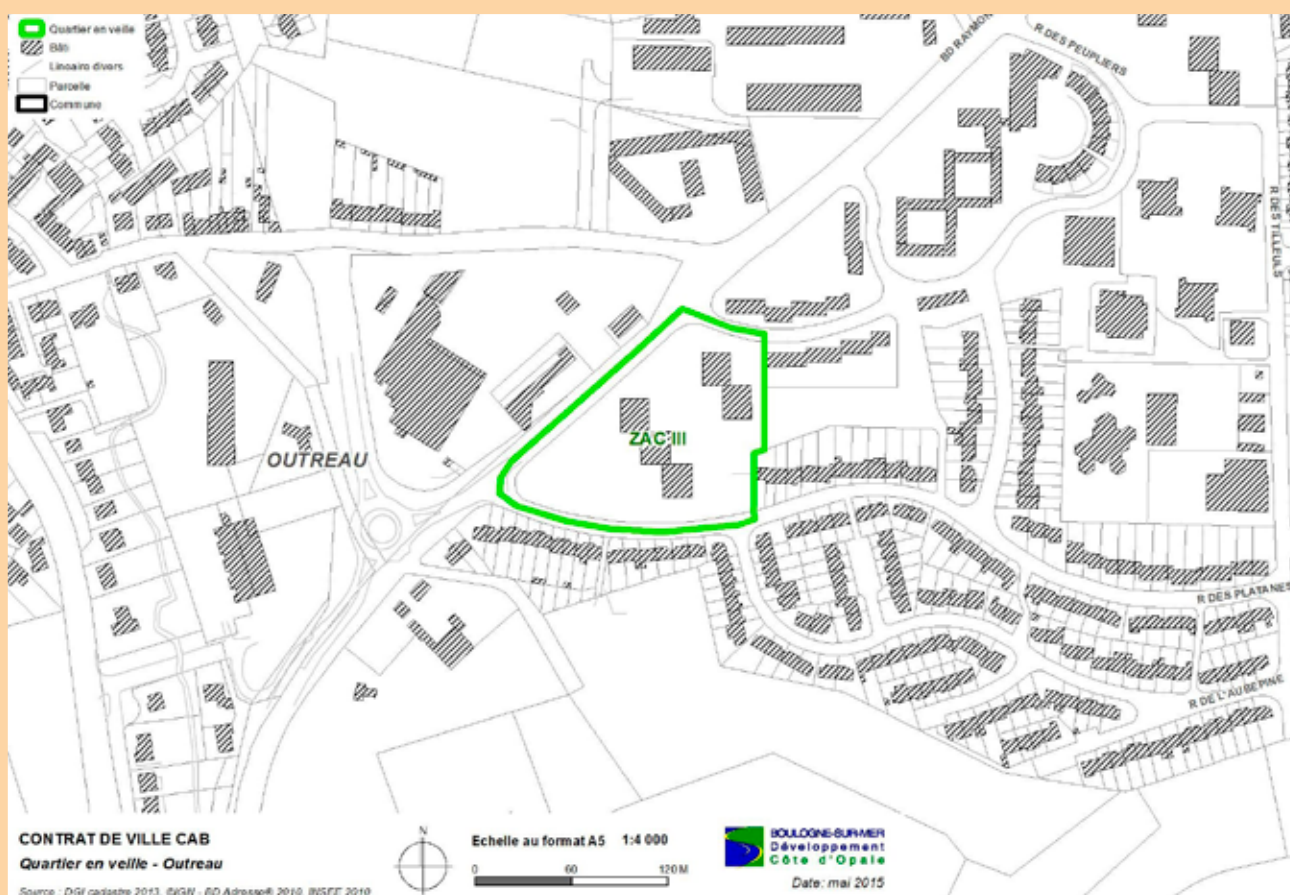 Quartier en veille
Bâti
Linéaire divers
Parcelle
Commune
BD RAYMON
R DES PEUPLIERS
R DES TILLEULS
ZAC III
OUTREAU
R DES PLATANES
R DE L'AUBEPINE
CONTRAT DE VILLE CAB
Quartier en veille - Outreau
Source : DGI cadastre 2013, ©IGN - BD Adresse® 2010, INSEE 2010
N
Echelle au format A5 1:4 000
0 60 120 M
BOULOGNE-SUR-MER
Développement
Côte d'Opale
Date: mai 2015